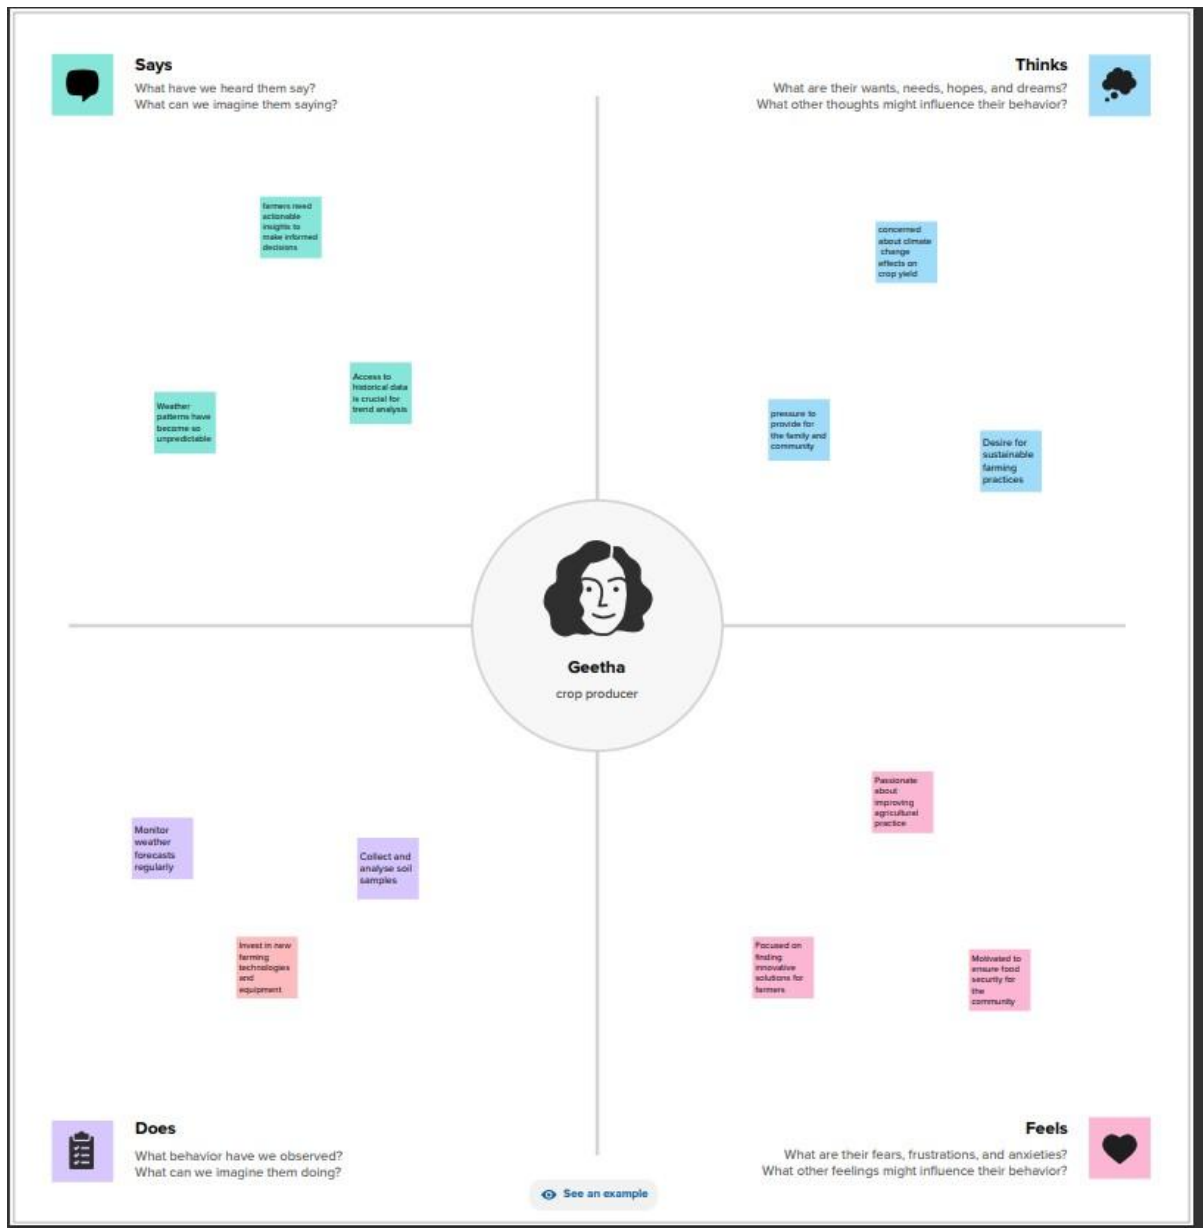 Says
What have we heard them say?
What can we imagine them saying?
Thinks
What are their wants, needs, hopes, and dreams?
What other thoughts might influence their behavior?
farmers need
actionable
insights to
make informed
decisions
Weather
patterns have
become so
unpredictable
Access to
historical data
is crucial for
trend analysis
concerned
about climate
change
effects on
crop yield
pressure to
provide for
the family and
community
Desire for
sustainable
farming
practices
Geetha
crop producer
Monitor
weather
forecasts
regularly
Collect and
analyse soil
samples
Invest in new
farming
technologies
and
equipment
Passionate
about
improving
agricultural
practice
Focused on
finding
innovative
solutions for
farmers
Motivated to
ensure food
security for
the
community
Does
What behavior have we observed?
What can we imagine them doing?
Feels
What are their fears, frustrations, and anxieties?
What other feelings might influence their behavior?
See an example